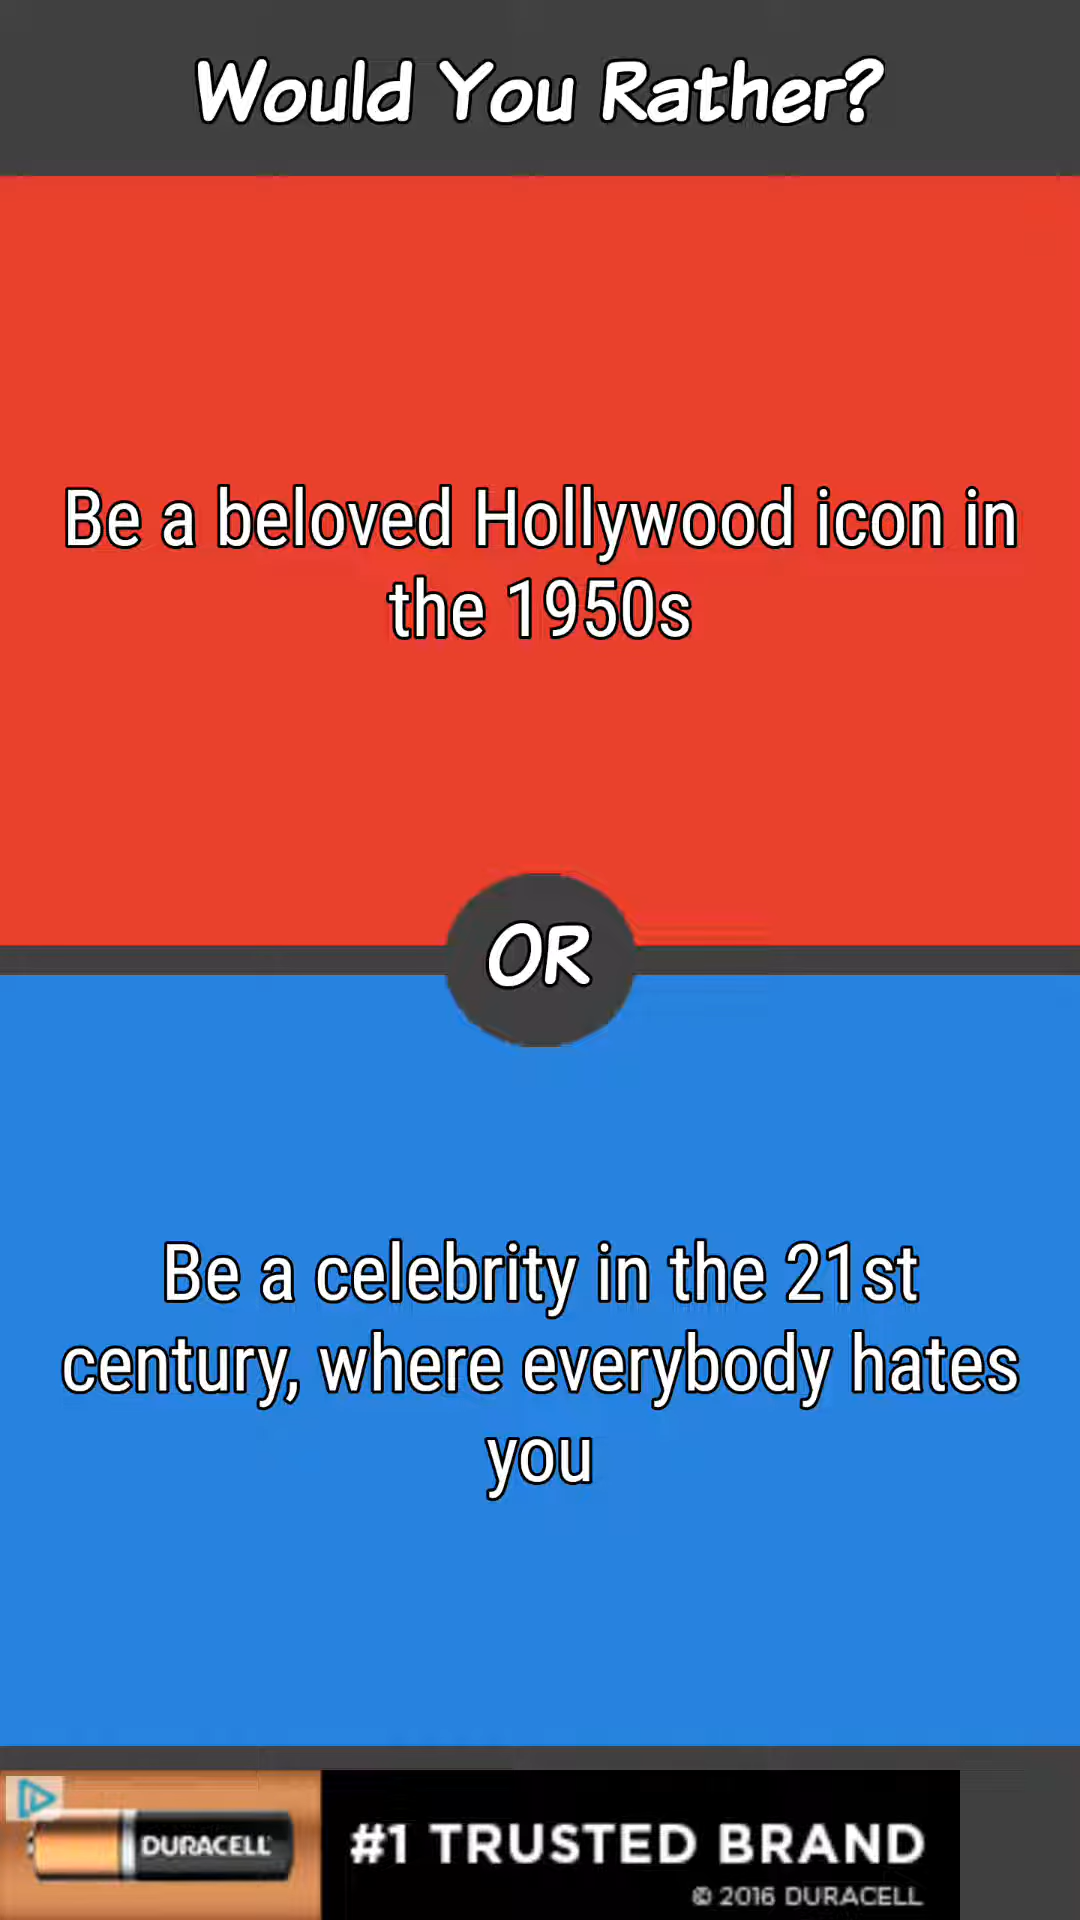 Would You Rather?
Be a beloved Hollywood icon in
the 1950s
OR
Be a celebrity in the 21st
century, where everybody hates
you
DURACELL
#1 TRUSTED BRAND
© 2016 DURACELL